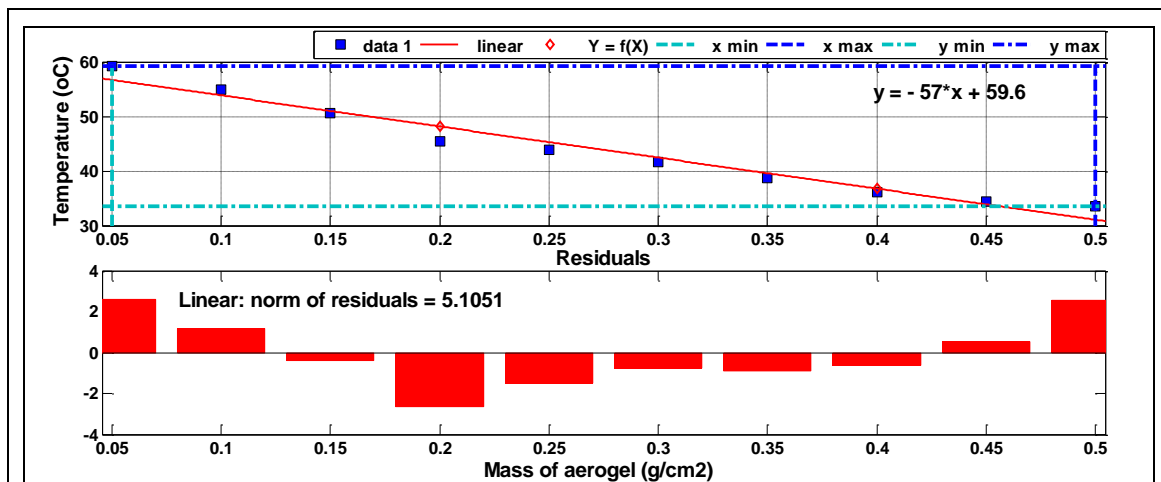 data 1 linear Y = f(X) x min x max y min y max
Temperature (oC)
60
50
40
30
y = - 57*x + 59.6
0.05 0.1 0.15 0.2 0.25 0.3 0.35 0.4 0.45 0.5
Residuals
4
2
0
-2
-4
Linear: norm of residuals = 5.1051
0.05 0.1 0.15 0.2 0.25 0.3 0.35 0.4 0.45 0.5
Mass of aerogel (g/cm2)